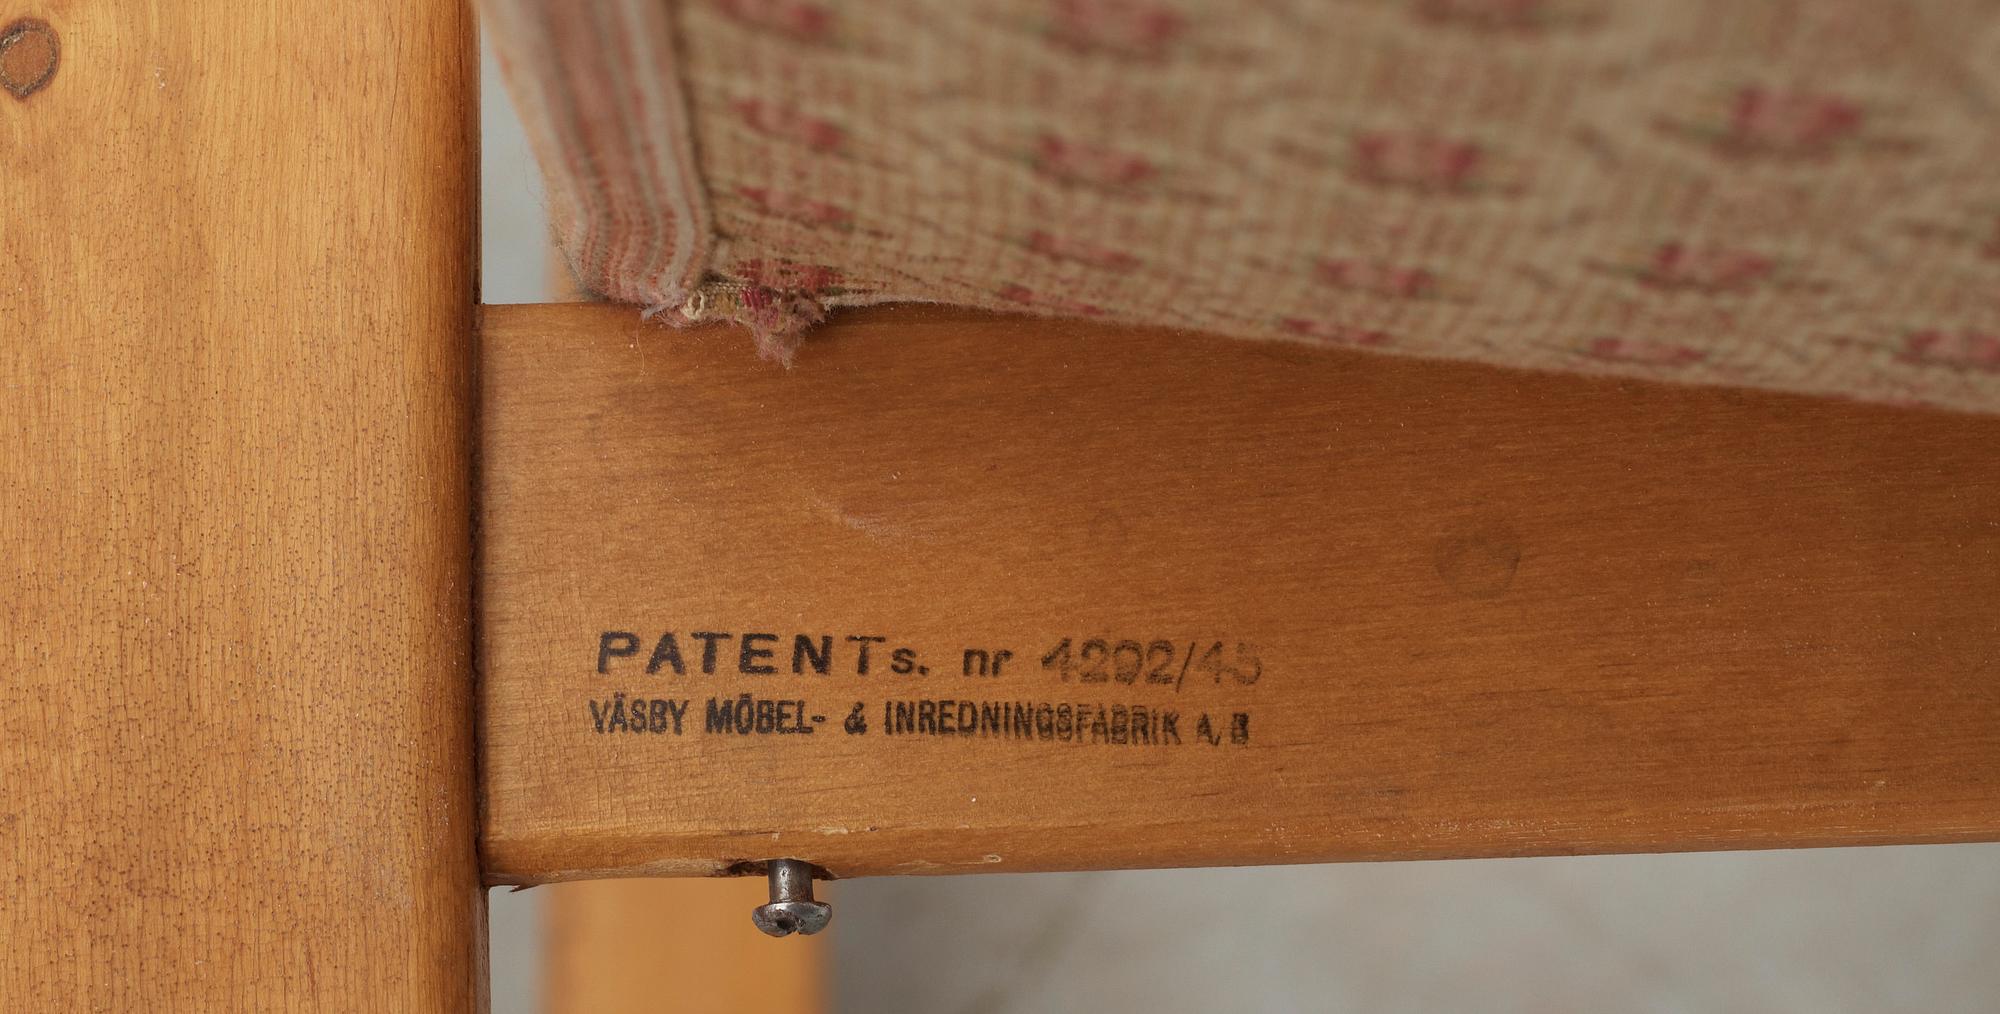 PATENTs. nr 4292/45
VÄSBY MÖBEL- & INREDNINGSFABRIK A/B